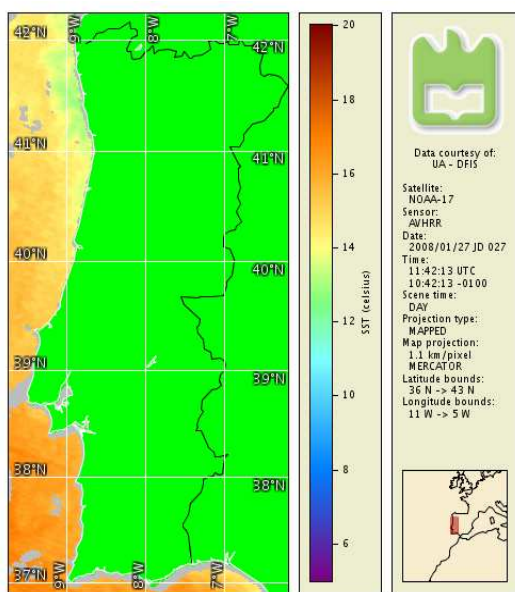 9°W 8°W 7°W
42°N 42°N
41°N 41°N
40°N 40°N
39°N 39°N
38°N 38°N
37°N 37°N
9°W 8°W 7°W
20
18
16
14
12
10
8
6
SST (celsius)
Data courtesy of:
UA - DFIS
Satellite:
NOAA-17
Sensor:
AVHRR
Date:
2008/01/27 JD 027
Time:
11:42:13 UTC
10:42:13 -0100
Scene time:
DAY
Projection type:
MAPPED
Map projection:
1.1 km/pixel
MERCATOR
Latitude bounds:
36 N -> 43 N
Longitude bounds:
11 W -> 5 W